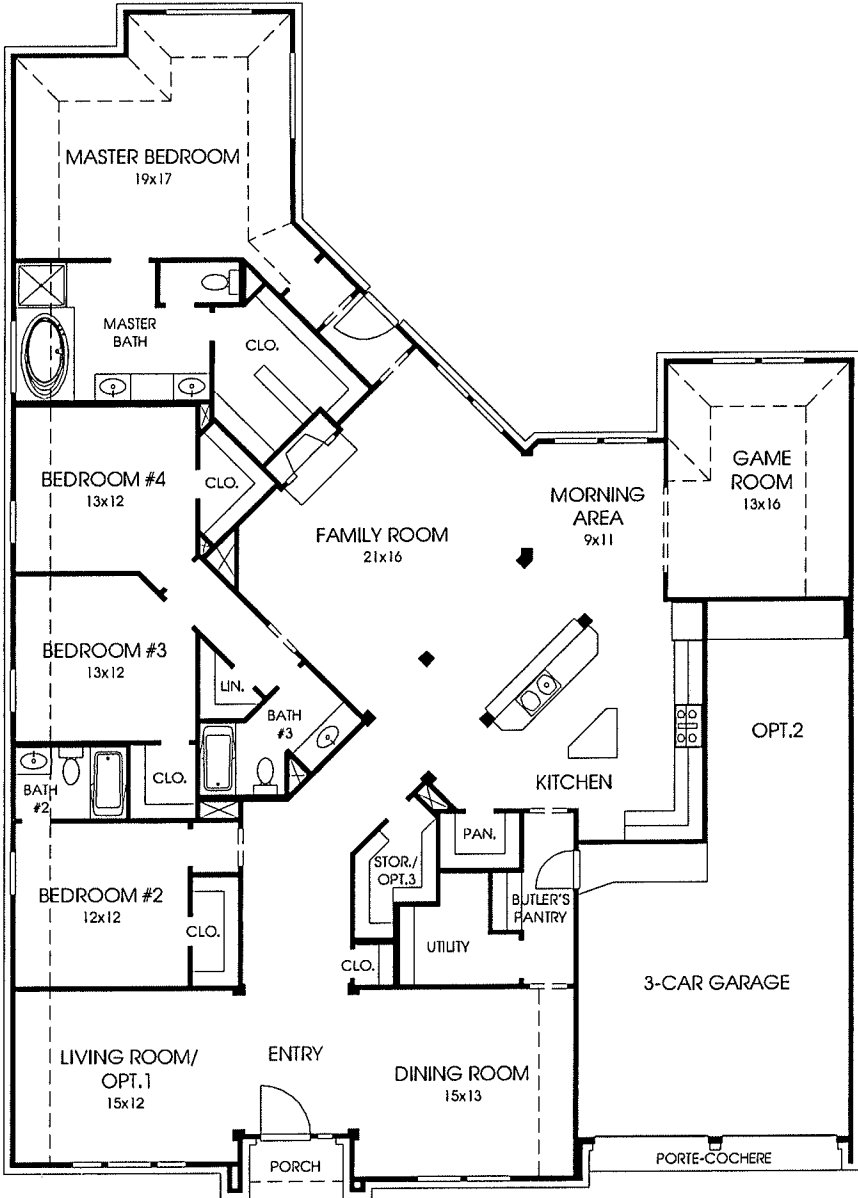 MASTER BEDROOM
19x17
MASTER
BATH
CLO.
BEDROOM #4
13x12
CLO.
FAMILY ROOM
21x16
MORNING
AREA
9x11
GAME
ROOM
13x16
BEDROOM #3
13x12
LIN.
BATH
#3
OPT.2
CLO.
BATH
#2
KITCHEN
PAN.
STOR./
OPT.3
BEDROOM #2
12x12
CLO.
BUTLER'S
PANTRY
UTILITY
CLO.
3-CAR GARAGE
LIVING ROOM/
OPT.1
15x12
ENTRY
DINING ROOM
15x13
PORCH
PORTE-COCHERE